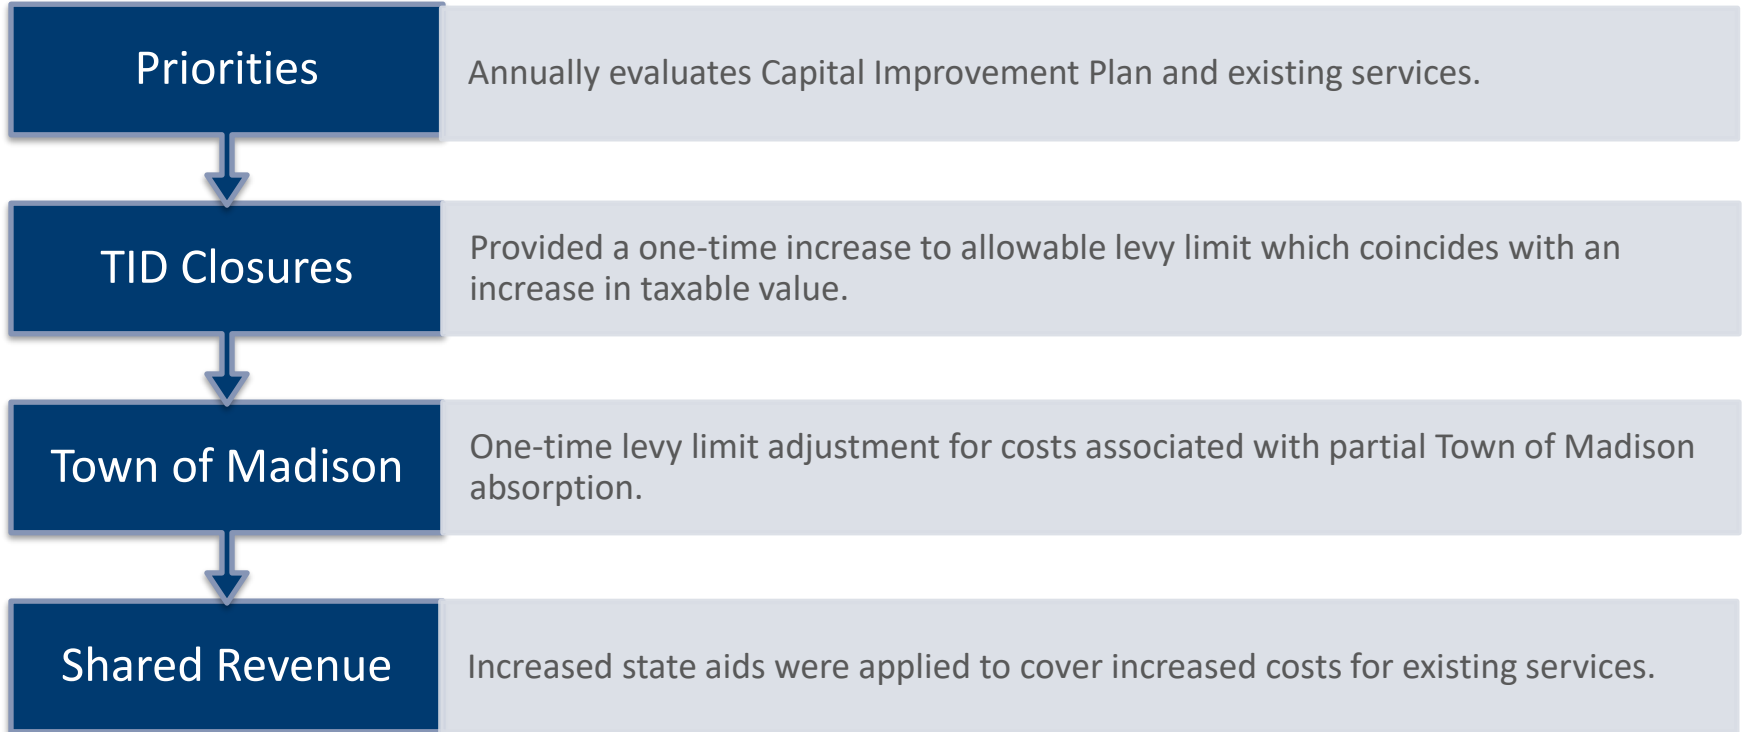 Priorities
Annually evaluates Capital Improvement Plan and existing services.
TID Closures
Provided a one-time increase to allowable levy limit which coincides with an
increase in taxable value.
Town of Madison
One-time levy limit adjustment for costs associated with partial Town of Madison
absorption.
Shared Revenue
Increased state aids were applied to cover increased costs for existing services.